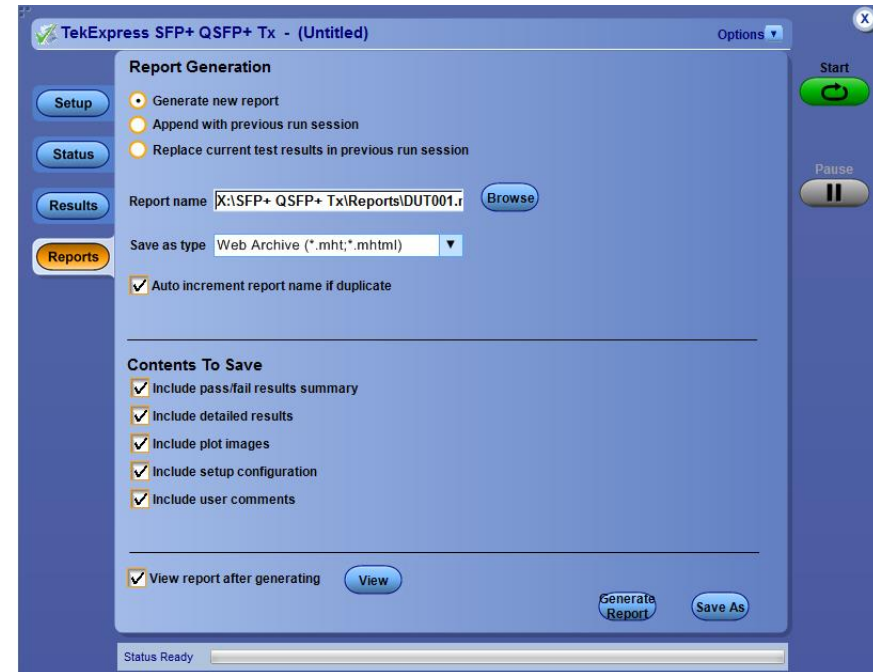 TekExpress SFP+ QSFP+ Tx - (Untitled)
Options
X
Start
Pause
Setup
Status
Results
Reports
Report Generation
Generate new report
Append with previous run session
Replace current test results in previous run session
Report name X:\SFP+ QSFP+ Tx\Reports\DUT001.r Browse
Save as type Web Archive (*.mht;*.mhtml)
Auto increment report name if duplicate
Contents To Save
Include pass/fail results summary
Include detailed results
Include plot images
Include setup configuration
Include user comments
View report after generating View
Generate
Report
Save As
Status Ready